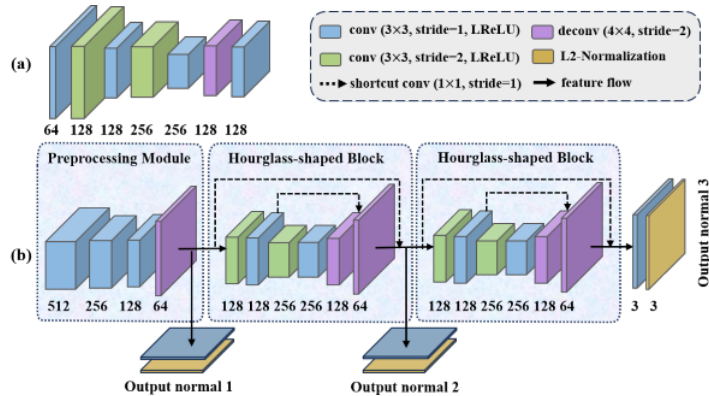 conv (3×3, stride=1, LReLU)
deconv (4×4, stride=2)
conv (3×3, stride=2, LReLU)
L2-Normalization
shortcut conv (1×1, stride=1)
feature flow
(a)
64 128 128 256 256 128 128
Preprocessing Module
Hourglass-shaped Block
Hourglass-shaped Block
(b)
512 256 128 64
128 128 256 256 128 64
128 128 256 256 128 64
3 3
Output normal 3
Output normal 1
Output normal 2